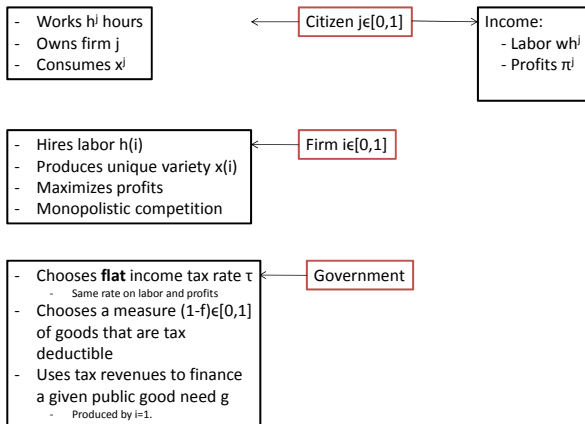 - Works hʲ hours
- Owns firm j
- Consumes xʲ
Citizen jϵ[0,1]
Income:
- Labor whʲ
- Profits πʲ
- Hires labor h(i)
- Produces unique variety x(i)
- Maximizes profits
- Monopolistic competition
Firm iϵ[0,1]
- Chooses flat income tax rate τ
- Same rate on labor and profits
- Chooses a measure (1-f)ϵ[0,1]
of goods that are tax
deductible
- Uses tax revenues to finance
a given public good need g
- Produced by i=1.
Government